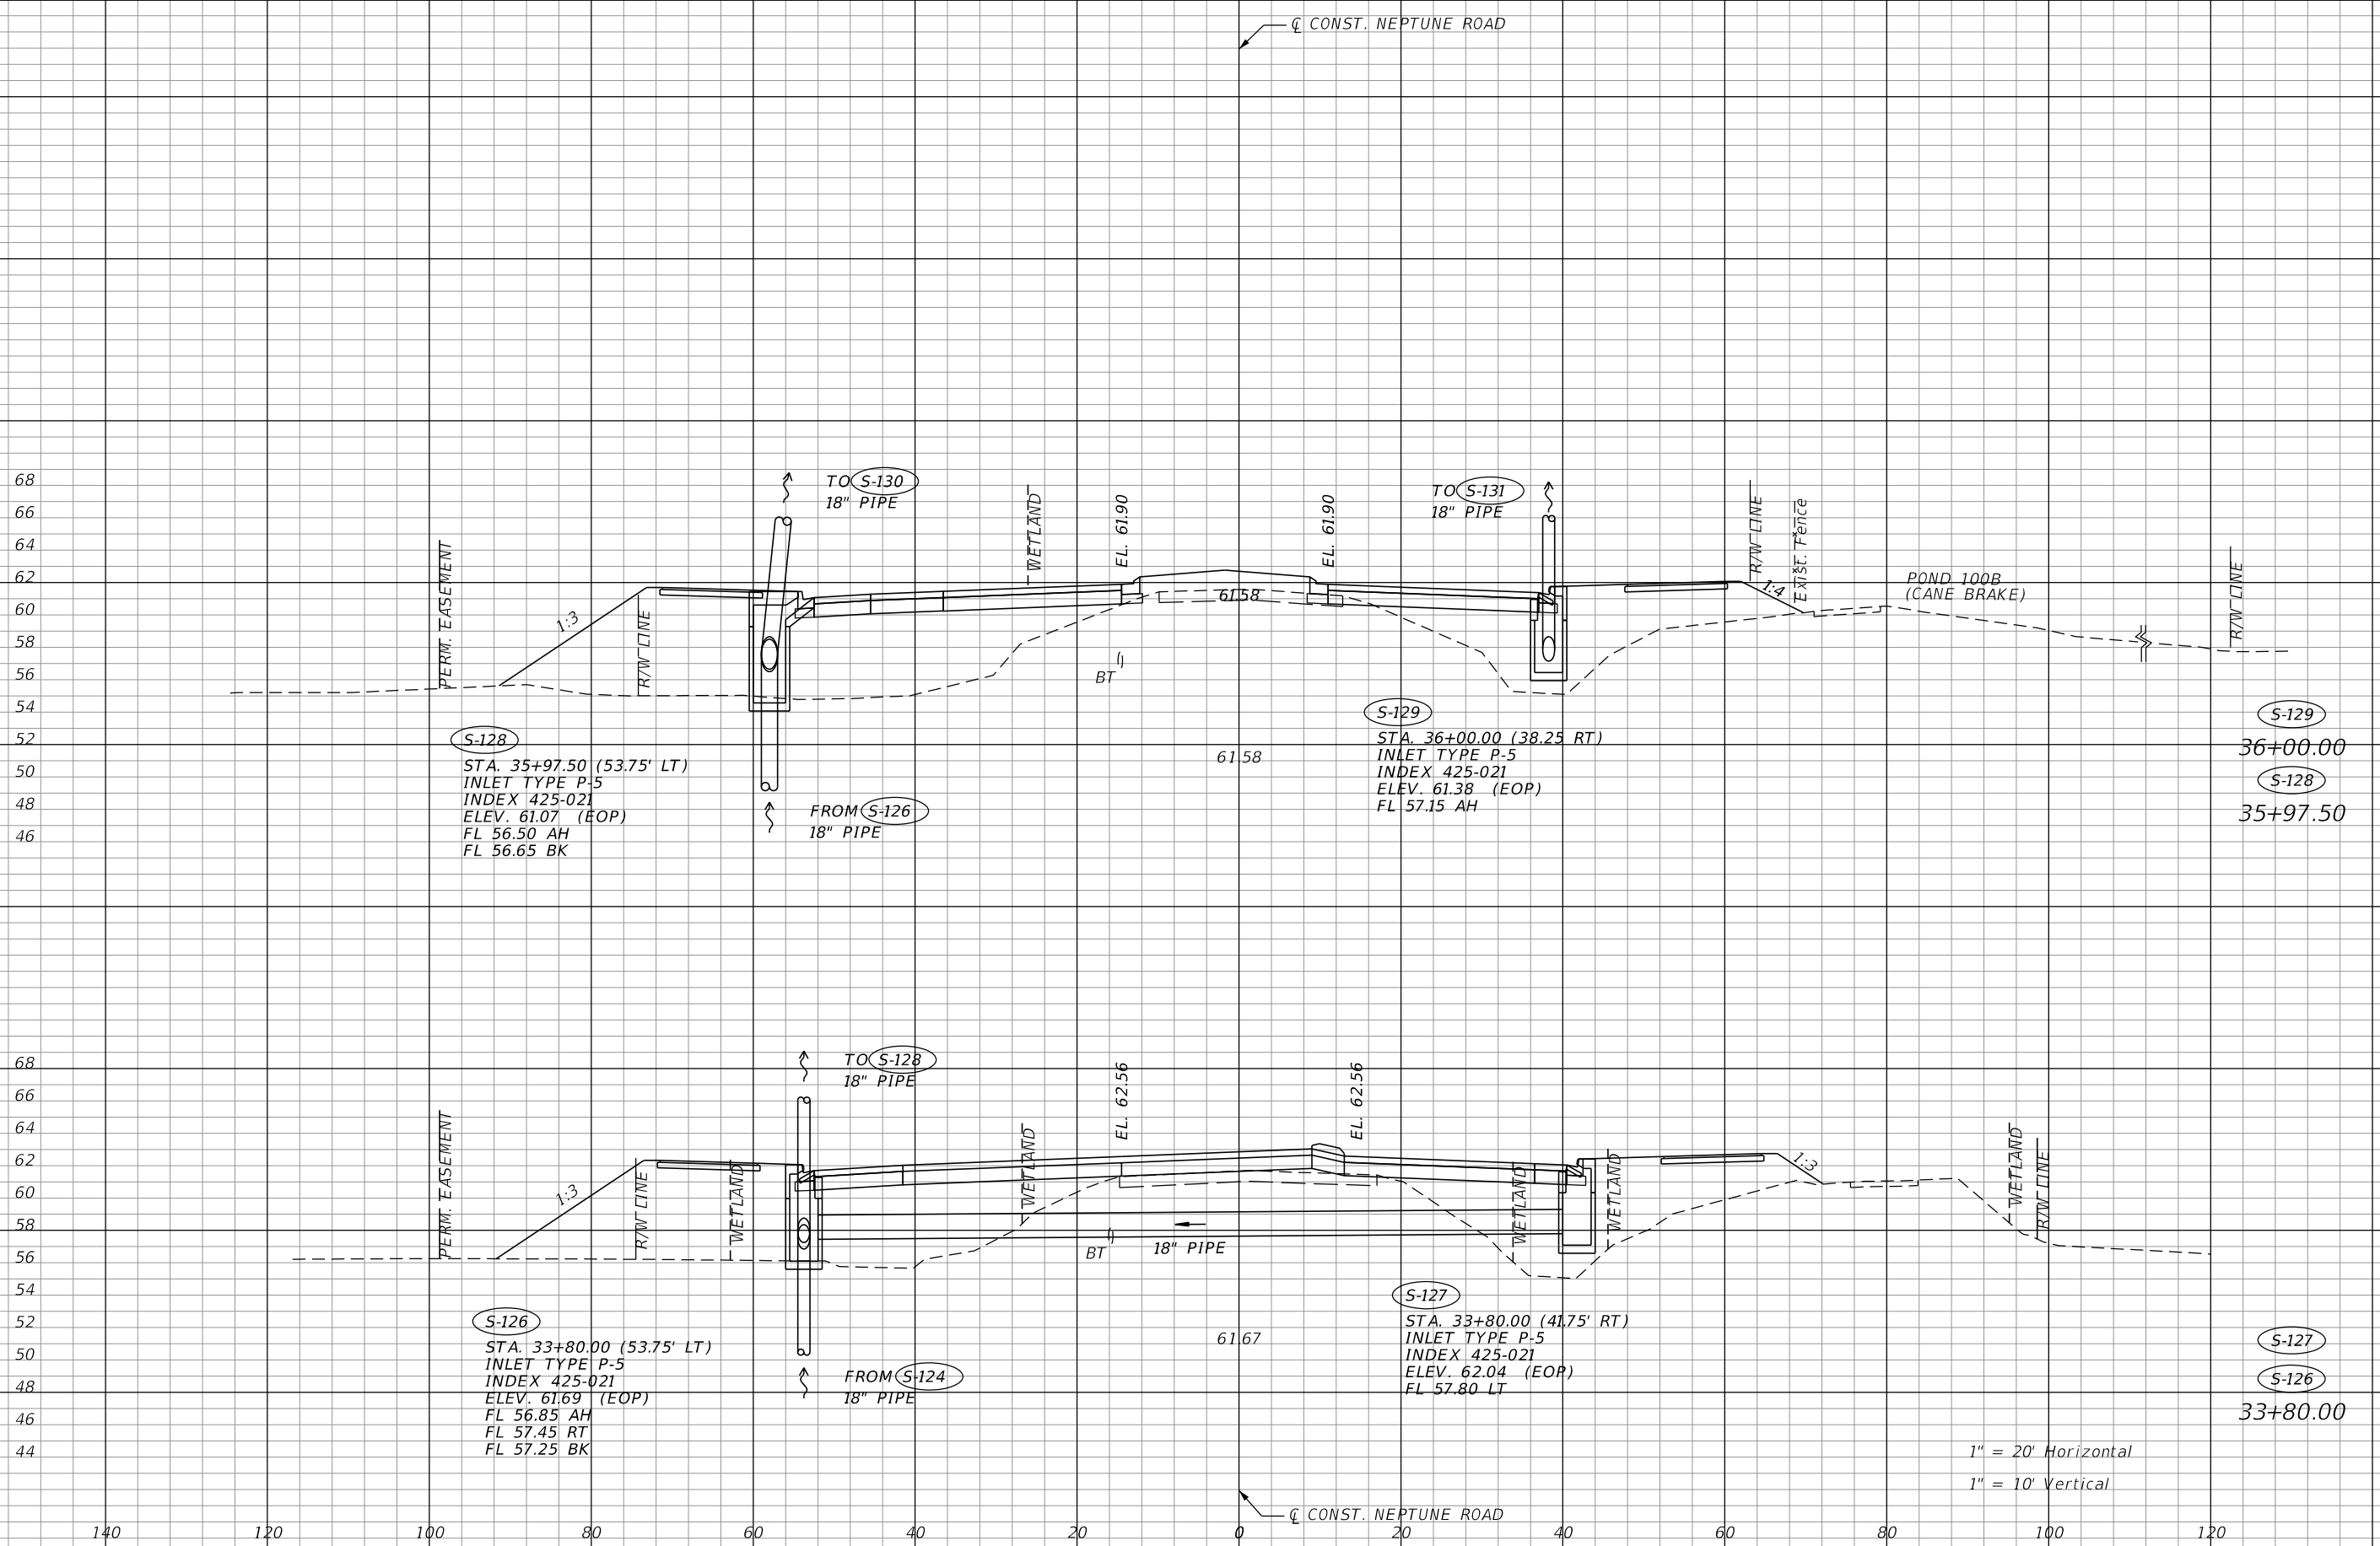 ℄ CONST. NEPTUNE ROAD
68
66
64
62
60
58
56
54
52
50
48
46
TO S-130
18" PIPE
PERM. EASEMENT
1:3
R/W LINE
WETLAND
EL. 61.90
61.58
EL. 61.90
TO S-131
18" PIPE
R/W LINE
Exist. Fence
1:4
POND 100B
(CANE BRAKE)
R/W LINE
BT
S-128
STA. 35+97.50 (53.75' LT)
INLET TYPE P-5
INDEX 425-021
ELEV. 61.07 (EOP)
FL 56.50 AH
FL 56.65 BK
FROM S-126
18" PIPE
61.58
S-129
STA. 36+00.00 (38.25 RT)
INLET TYPE P-5
INDEX 425-021
ELEV. 61.38 (EOP)
FL 57.15 AH
S-129
36+00.00
S-128
35+97.50
68
66
64
62
60
58
56
54
52
50
48
46
44
TO S-128
18" PIPE
PERM. EASEMENT
1:3
R/W LINE
WETLAND
WETLAND
EL. 62.56
EL. 62.56
WETLAND
WETLAND
1:3
WETLAND
R/W LINE
BT
18" PIPE
S-126
STA. 33+80.00 (53.75' LT)
INLET TYPE P-5
INDEX 425-021
ELEV. 61.69 (EOP)
FL 56.85 AH
FL 57.45 RT
FL 57.25 BK
FROM S-124
18" PIPE
61.67
S-127
STA. 33+80.00 (41.75' RT)
INLET TYPE P-5
INDEX 425-021
ELEV. 62.04 (EOP)
FL 57.80 LT
S-127
S-126
33+80.00
1" = 20' Horizontal
1" = 10' Vertical
℄ CONST. NEPTUNE ROAD
140 120 100 80 60 40 20 0 20 40 60 80 100 120